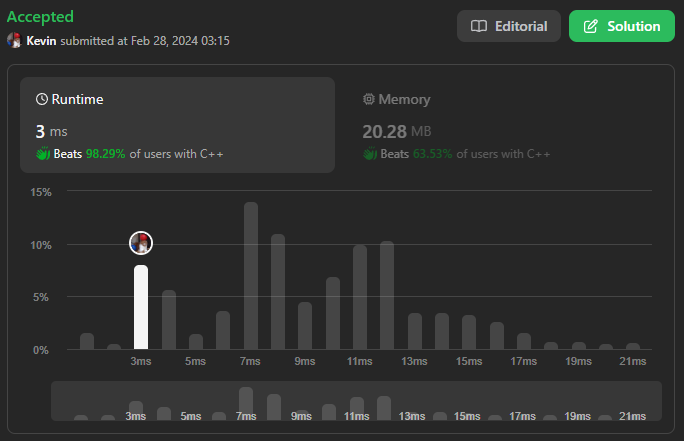 Accepted
Kevin submitted at Feb 28, 2024 03:15
Editorial
Solution
Runtime
3 ms
Beats 98.29% of users with C++
Memory
20.28 MB
Beats 63.53% of users with C++
15%
10%
5%
0%
3ms 5ms 7ms 9ms 11ms 13ms 15ms 17ms 19ms 21ms
3ms 5ms 7ms 9ms 11ms 13ms 15ms 17ms 19ms 21ms